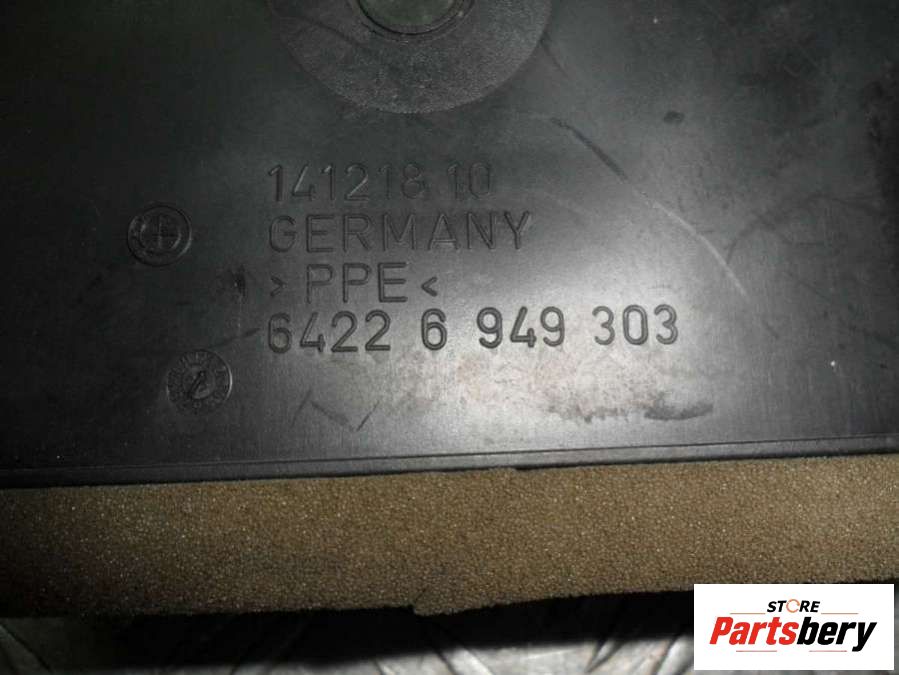 141218 10
GERMANY
>PPE<
6422 6 949 303
STORE
Partsbery